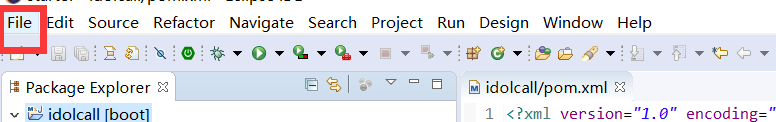 File Edit Source Refactor Navigate Search Project Run Design Window Help
Package Explorer
idolcall/pom.xml
idolcall [boot]
1 <?xml version="1.0" encoding="